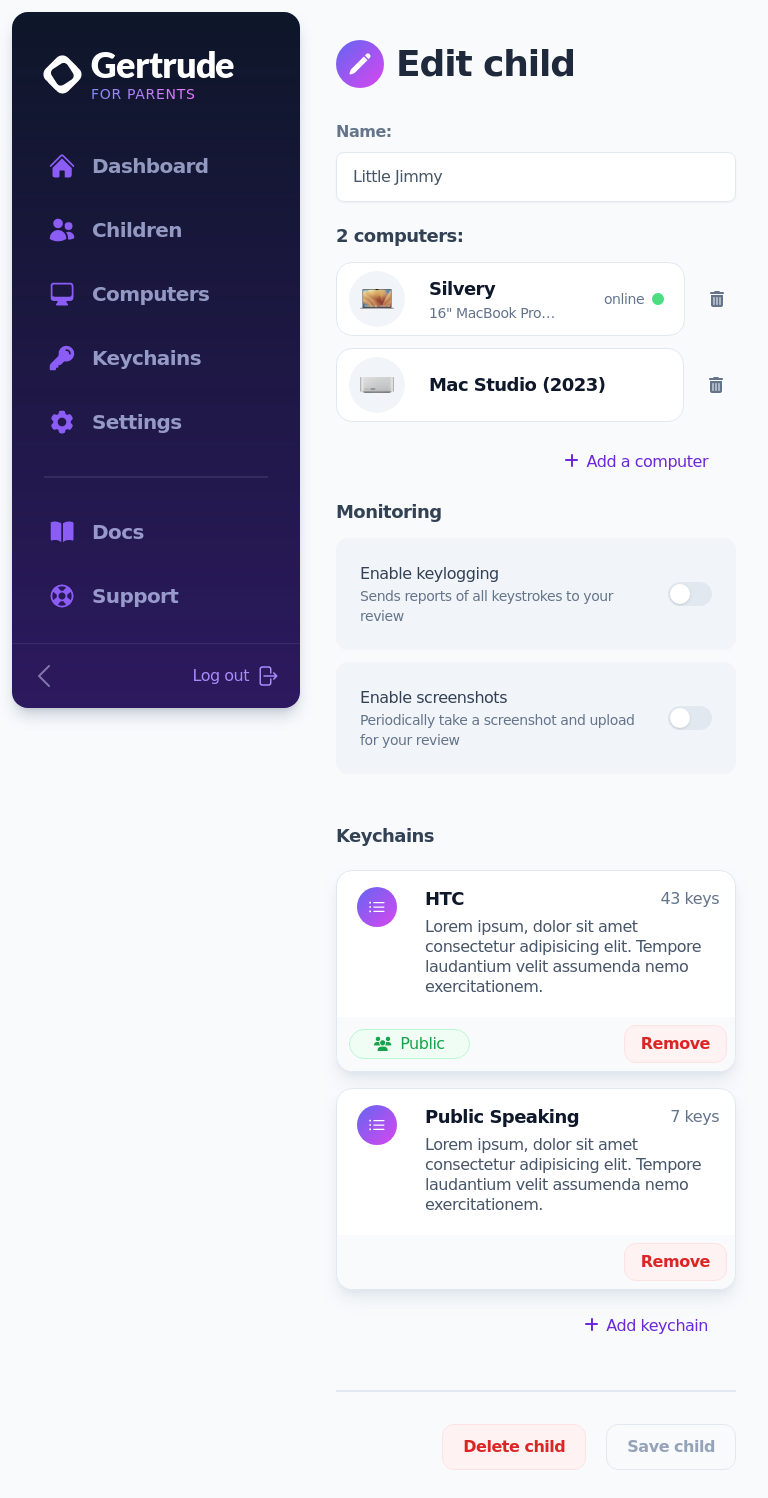 Gertrude
FOR PARENTS
Dashboard
Children
Computers
Keychains
Settings
Docs
Support
Log out
Edit child
Name:
Little Jimmy
2 computers:
Silvery
16" MacBook Pro…
online
Mac Studio (2023)
Add a computer
Monitoring
Enable keylogging
Sends reports of all keystrokes to your
review
Enable screenshots
Periodically take a screenshot and upload
for your review
Keychains
HTC
43 keys
Lorem ipsum, dolor sit amet
consectetur adipisicing elit. Tempore
laudantium velit assumenda nemo
exercitationem.
Public
Remove
Public Speaking
7 keys
Lorem ipsum, dolor sit amet
consectetur adipisicing elit. Tempore
laudantium velit assumenda nemo
exercitationem.
Remove
Add keychain
Delete child
Save child